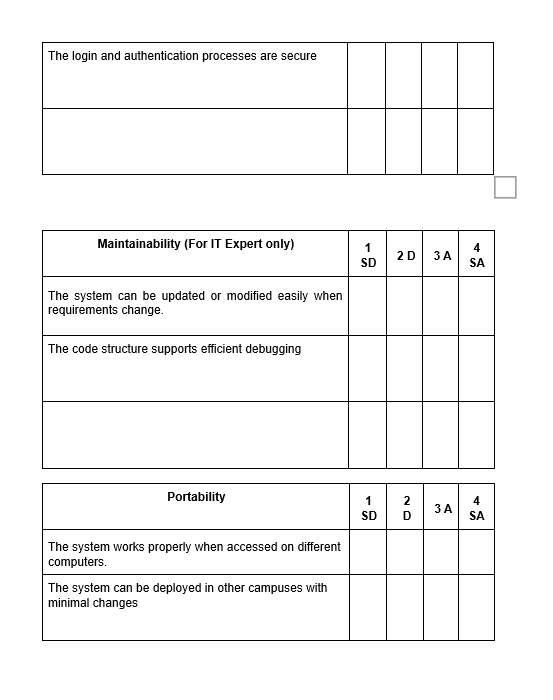 The login and authentication processes are secure
Maintainability (For IT Expert only)
1 SD
2 D
3 A
4 SA
The system can be updated or modified easily when
requirements change.
The code structure supports efficient debugging
Portability
1 SD
2 D
3 A
4 SA
The system works properly when accessed on different
computers.
The system can be deployed in other campuses with
minimal changes